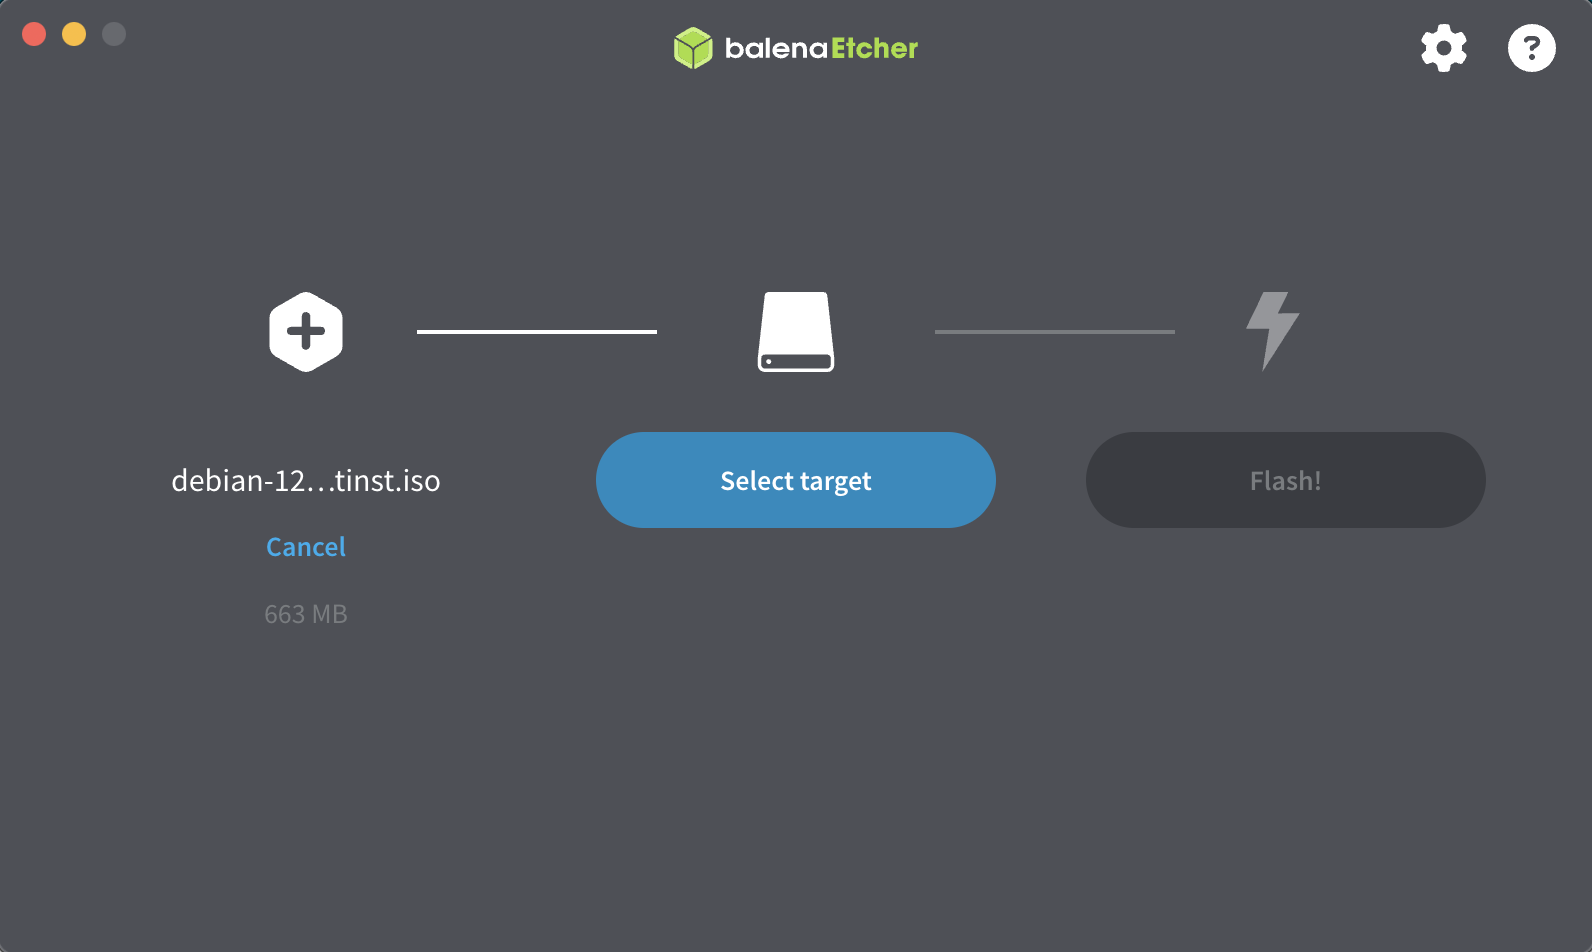 balenaEtcher
?
debian-12...tinst.iso
Select target
Flash!
Cancel
663 MB